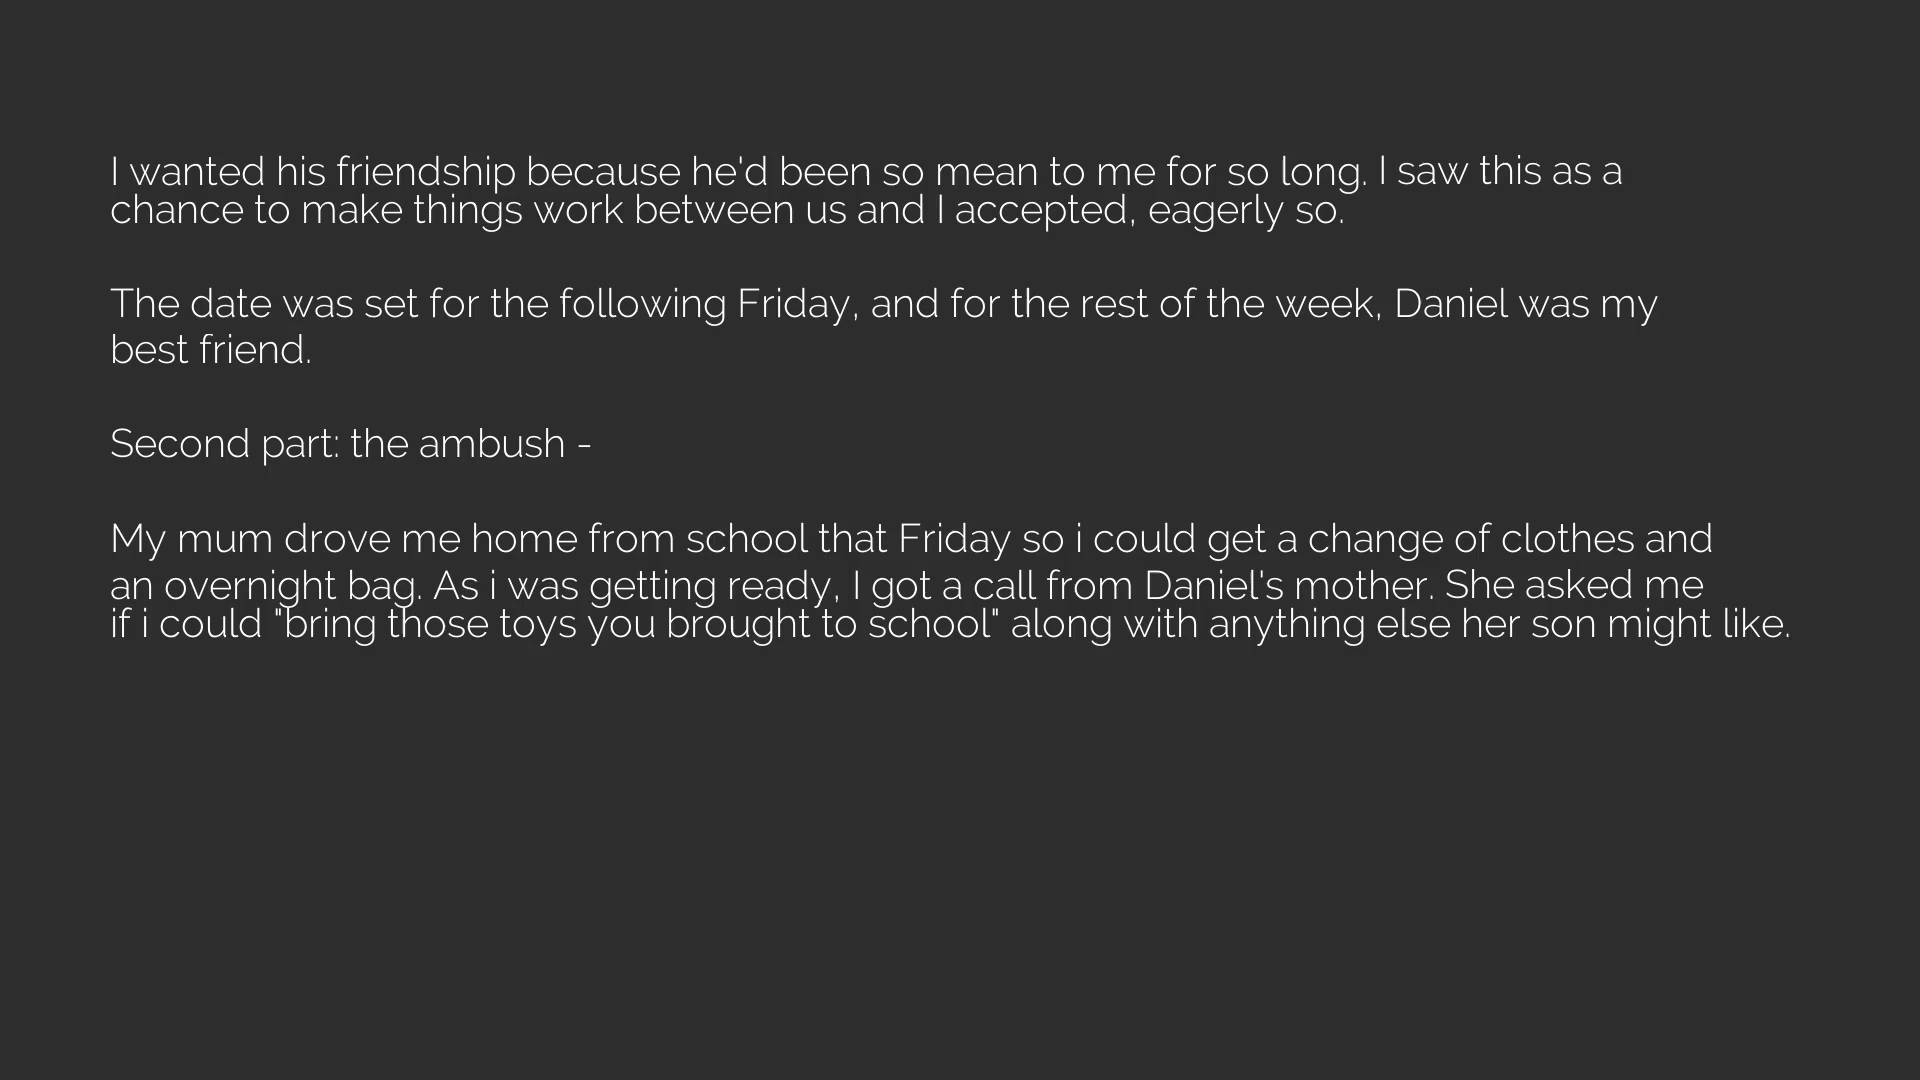 I wanted his friendship because he'd been so mean to me for so long. I saw this as a
chance to make things work between us and I accepted, eagerly so.
The date was set for the following Friday, and for the rest of the week, Daniel was my
best friend.
Second part: the ambush -
My mum drove me home from school that Friday so i could get a change of clothes and
an overnight bag. As i was getting ready, I got a call from Daniel's mother. She asked me
if i could "bring those toys you brought to school" along with anything else her son might like.